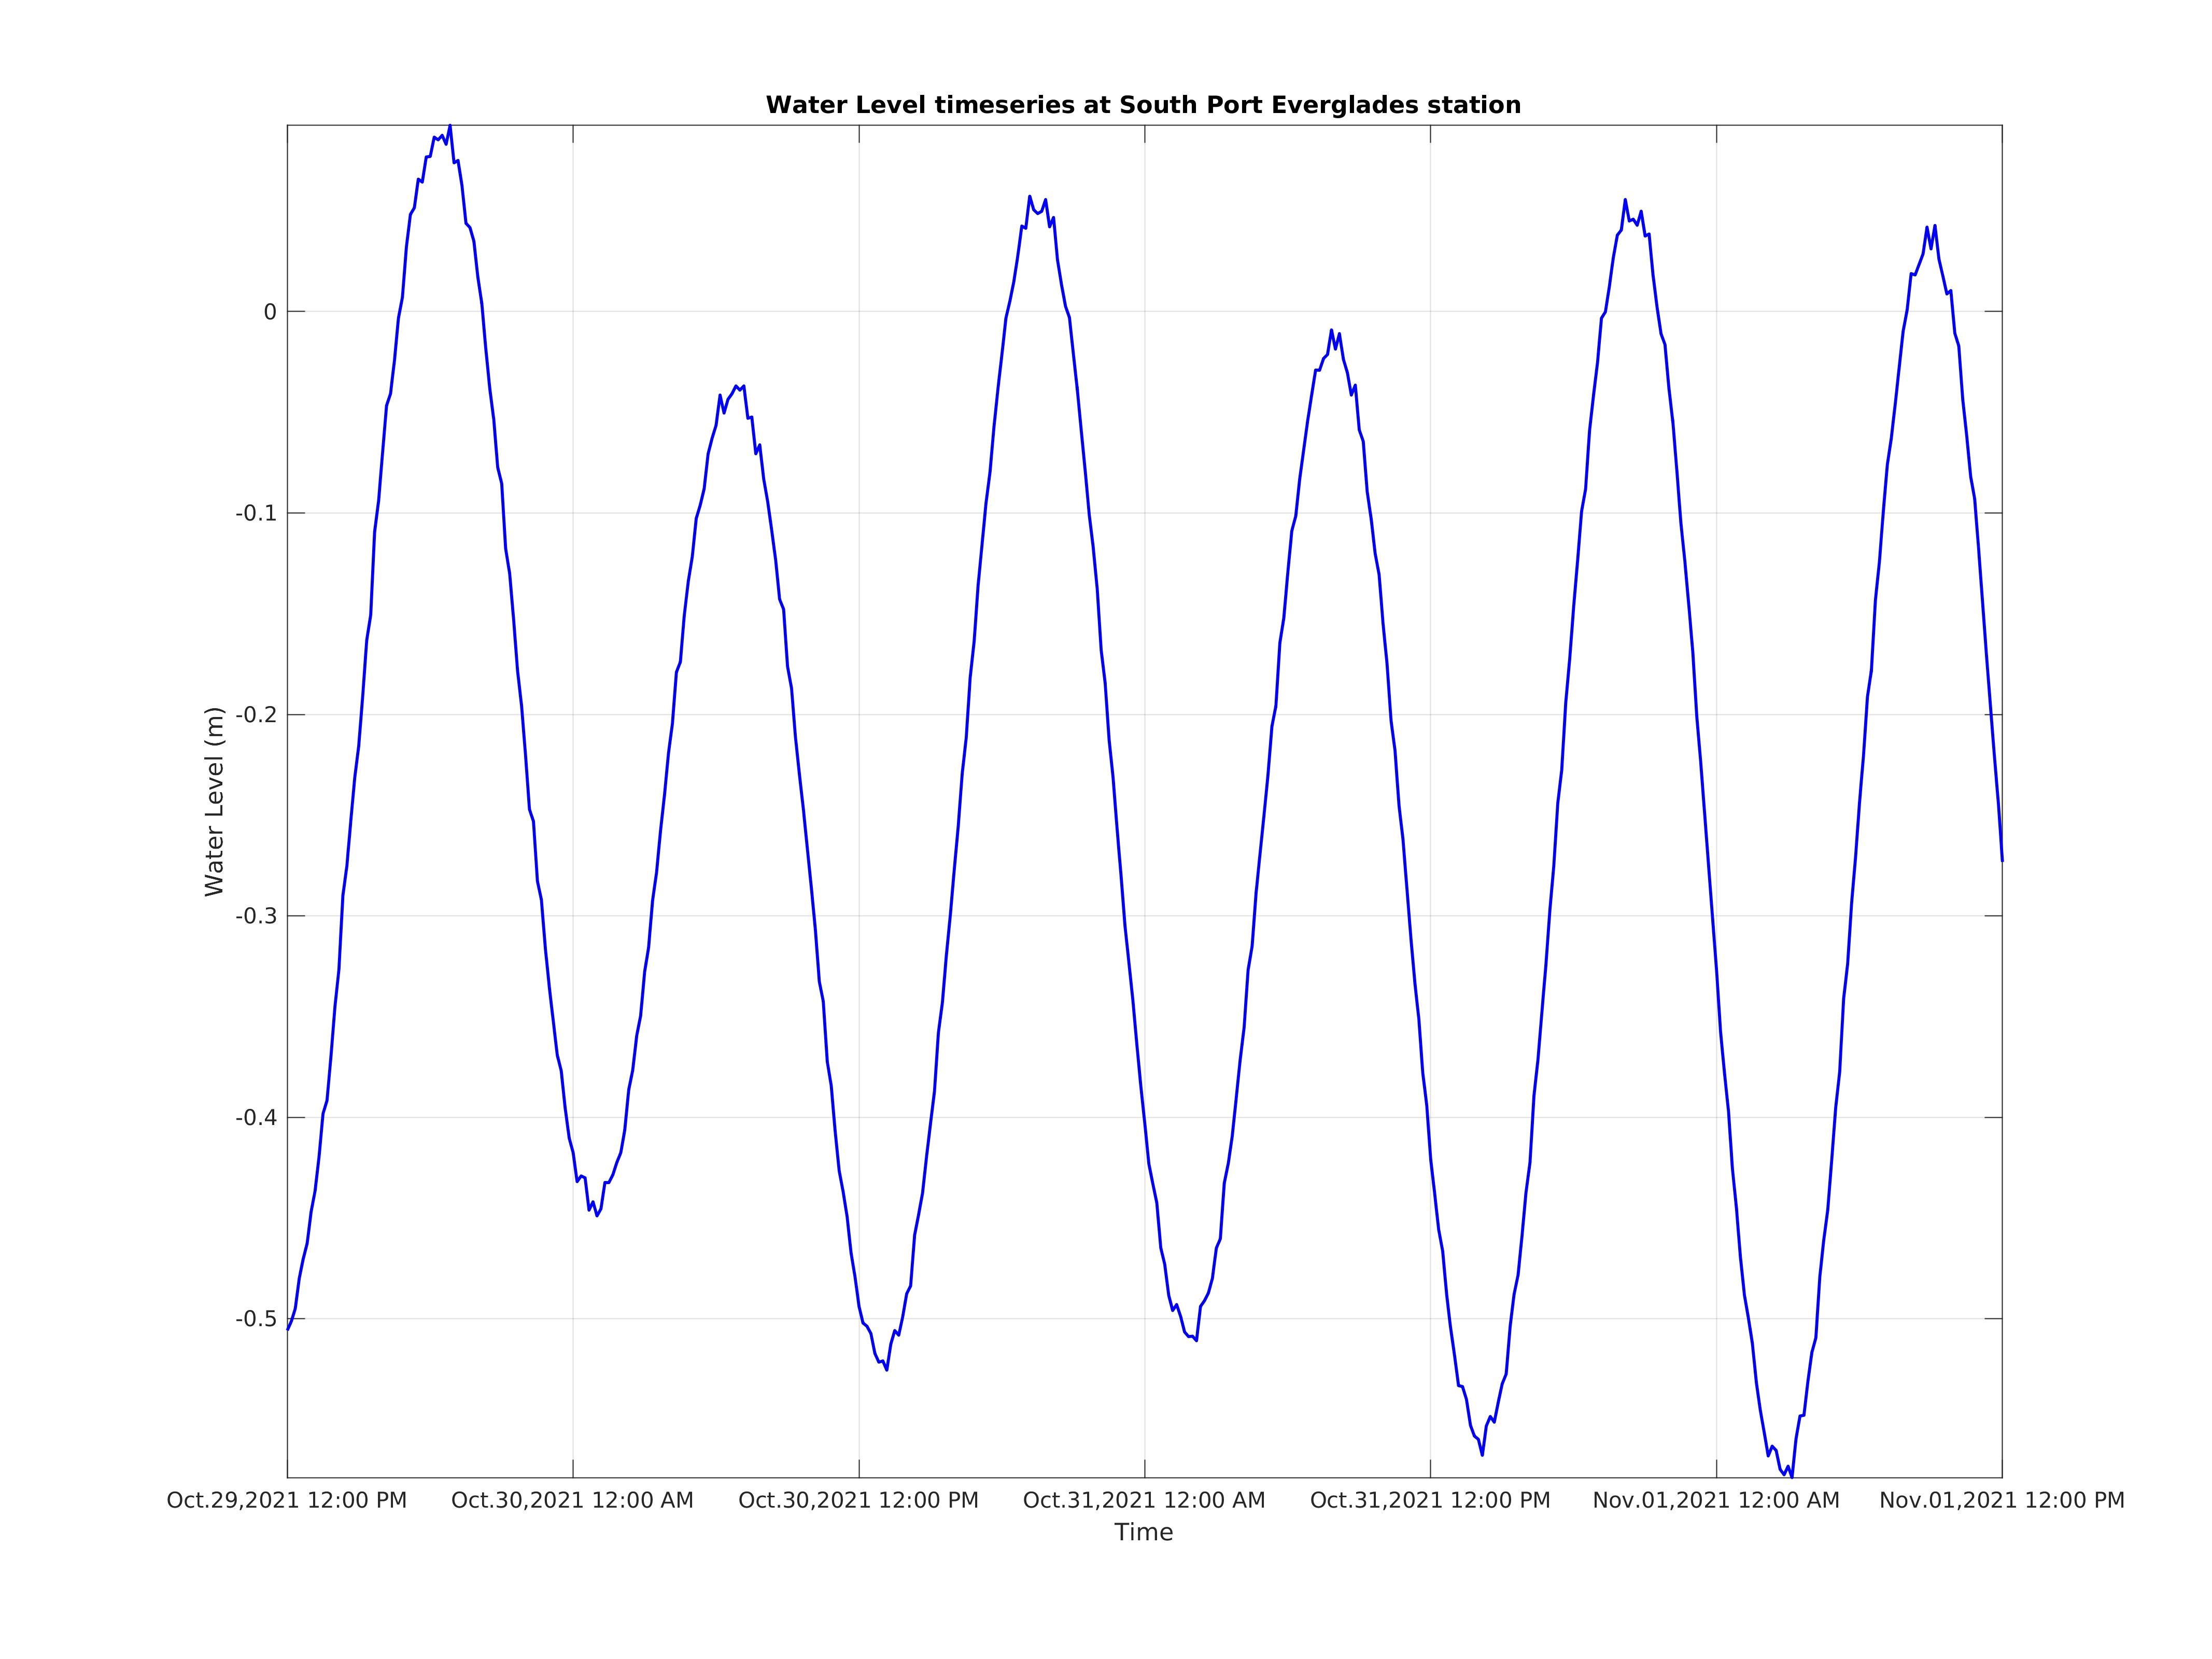 Water Level timeseries at South Port Everglades station
Water Level (m)
0
-0.1
-0.2
-0.3
-0.4
-0.5
Oct.29,2021 12:00 PM
Oct.30,2021 12:00 AM
Oct.30,2021 12:00 PM
Oct.31,2021 12:00 AM
Oct.31,2021 12:00 PM
Nov.01,2021 12:00 AM
Nov.01,2021 12:00 PM
Time